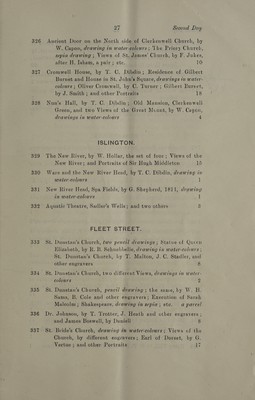 27 Second Day
326 Ancient Door on the North side of Clerkenwell Church, by
W. Capon, drawing in water-colours; The Priory Church,
sepia drawing; Views of St. James' Church, by F. Jukes,
after H. Isham, a pair; etc. 10
327 Cromwell House, by T. C. Dibdin; Residence of Gilbert
Burnet and House in St. John's Square, drawings in water-
colours; Oliver Cromwell, by C. Turner; Gilbert Burnet,
by J. Smith; and other Portraits 18
328 Nun's Hall, by T. C. Dibdin; Old Mansion, Clerkenwell
Green, and two Views of the Great Mount, by W. Capon,
drawings in water-colours 4
ISLINGTON.
329 The New River, by W. Hollar, the set of four; Views of the
New River; and Portraits of Sir Hugh Middleton 15
330 Ware and the New River Head, by T. C. Dibdin, drawing in
water-colours 1
331 New River Head, Spa Fields, by G. Shepherd, 1811, drawing
in water-colours 1
332 Aquatic Theatre, Sadler's Wells; and two others 3
FLEET STREET.
333 St. Dunstan's Church, two pencil drawings; Statue of Queen
Elizabeth, by R. B. Schnebbelie, drawing in water-colours;
St. Dunstan's Church, by T. Malton, J. C. Stadler, and
other engravers 8
334 St. Dunstan's Church, two different Views, drawings in water-
colours 2
335 St. Dunstan's Church, pencil drawing; the same, by W. H.
Sams, B. Cole and other engravers; Execution of Sarah
Malcolm; Shakespeare, drawing in sepia; etc. a parcel
336 Dr. Johnson, by T. Trotter, J. Heath and other engravers;
and James Boswell, by Daniell 8
337 St. Bride's Church, drawing in water-colours; Views of the
Church, by different engravers; Earl of Dorset, by G.
Vertue; and other Portraits 17